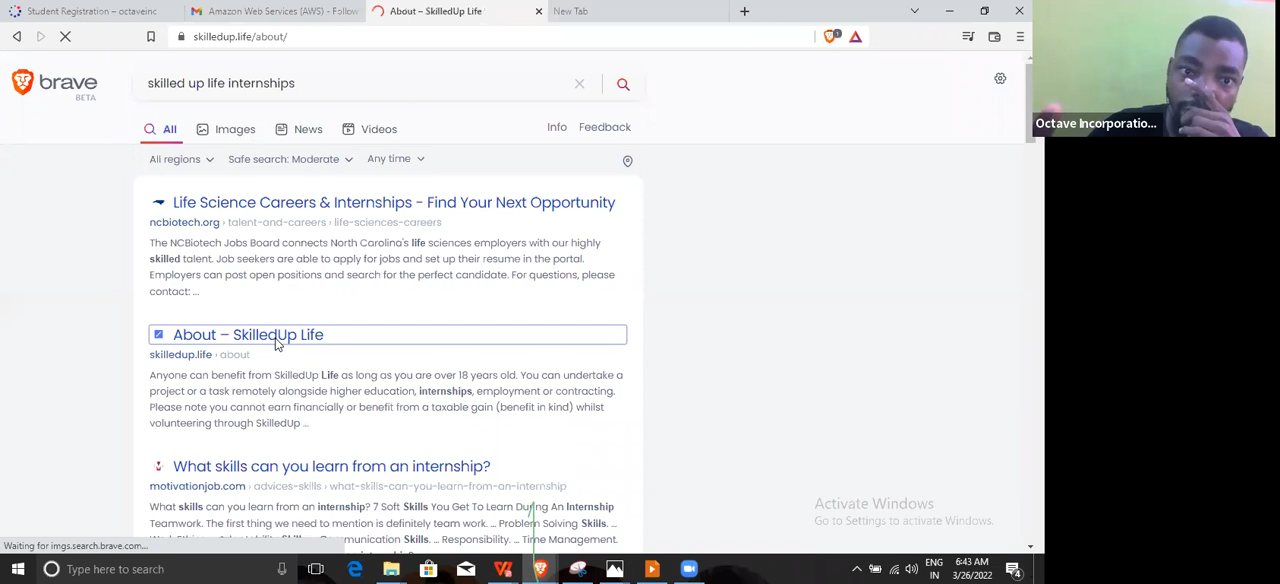 Student Registration – octaveinc
Amazon Web Services (AWS) - Follow
About – SkilledUp Life
New Tab
skilledup.life/about/
1
brave
BETA
skilled up life internships
All
Images
News
Videos
Info
Feedback
All regions
Safe search: Moderate
Any time
Life Science Careers & Internships - Find Your Next Opportunity
ncbiotech.org › talent-and-careers › life-sciences-careers
The NCBiotech Jobs Board connects North Carolina's life sciences employers with our highly
skilled talent. Job seekers are able to apply for jobs and set up their resume in the portal.
Employers can post open positions and search for the perfect candidate. For questions, please
contact: ...
About – SkilledUp Life
skilledup.life › about
Anyone can benefit from SkilledUp Life as long as you are over 18 years old. You can undertake a
project or a task remotely alongside higher education, internships, employment or contracting.
Please note you cannot earn financially or benefit from a taxable gain (benefit in kind) whilst
volunteering through SkilledUp ...
What skills can you learn from an internship?
motivationjob.com › advices-skills › what-skills-can-you-learn-from-an-internship
What skills can you learn from an internship? 7 Soft Skills You Get To Learn During An Internship
Teamwork. The first thing we need to mention is definitely team work. ... Problem Solving Skills. ...
Communication Skills. ... Responsibility. ... Time Management.
Waiting for imgs.search.brave.com...
Octave Incorporatio...
Activate Windows
Go to Settings to activate Windows.
Type here to search
ENG
IN
6:43 AM
3/26/2022
4